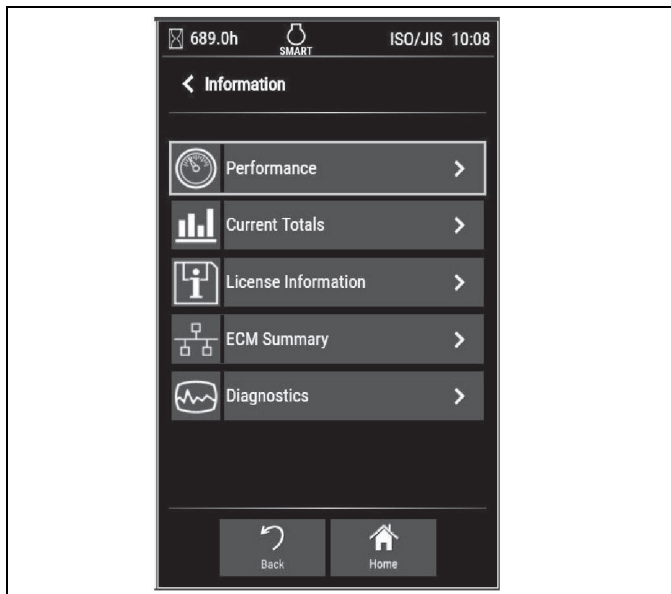 689.0h SMART ISO/JIS 10:08
Information
Performance
Current Totals
License Information
ECM Summary
Diagnostics
Back Home